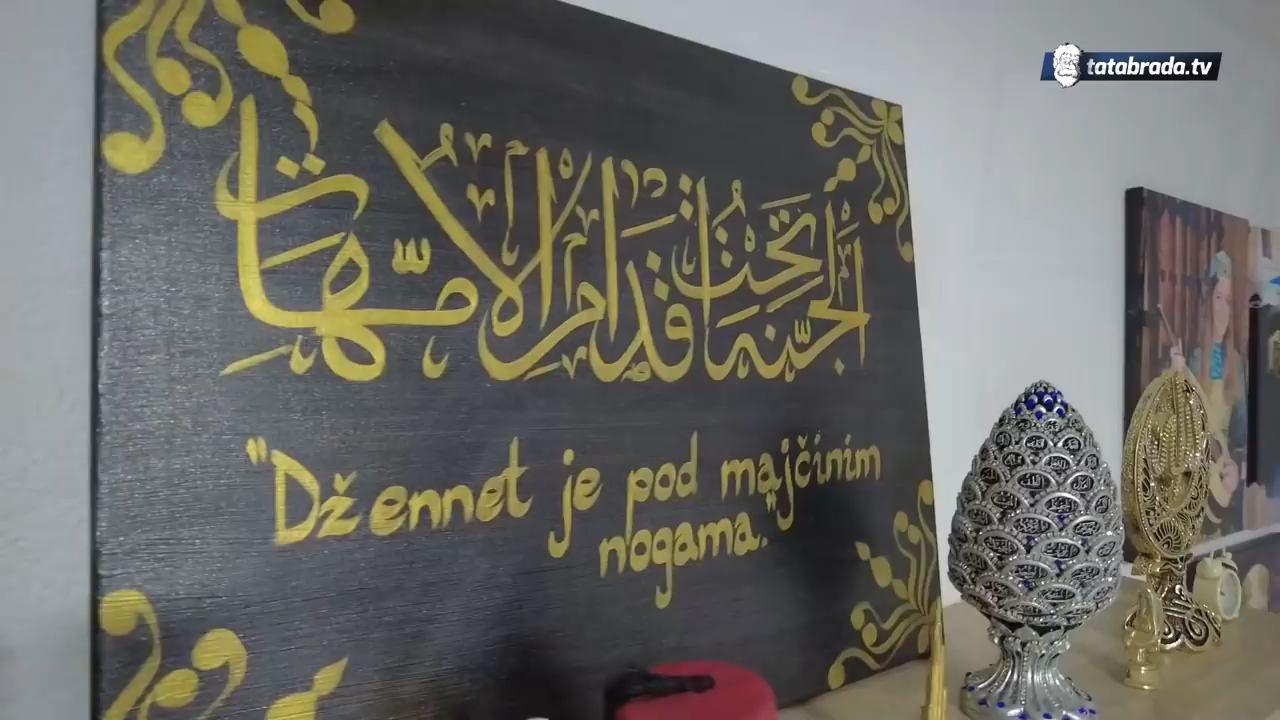 tatabrada.tv
الجنة تحت اقدام الامهات
"Džennet je pod majčinim
nogama."